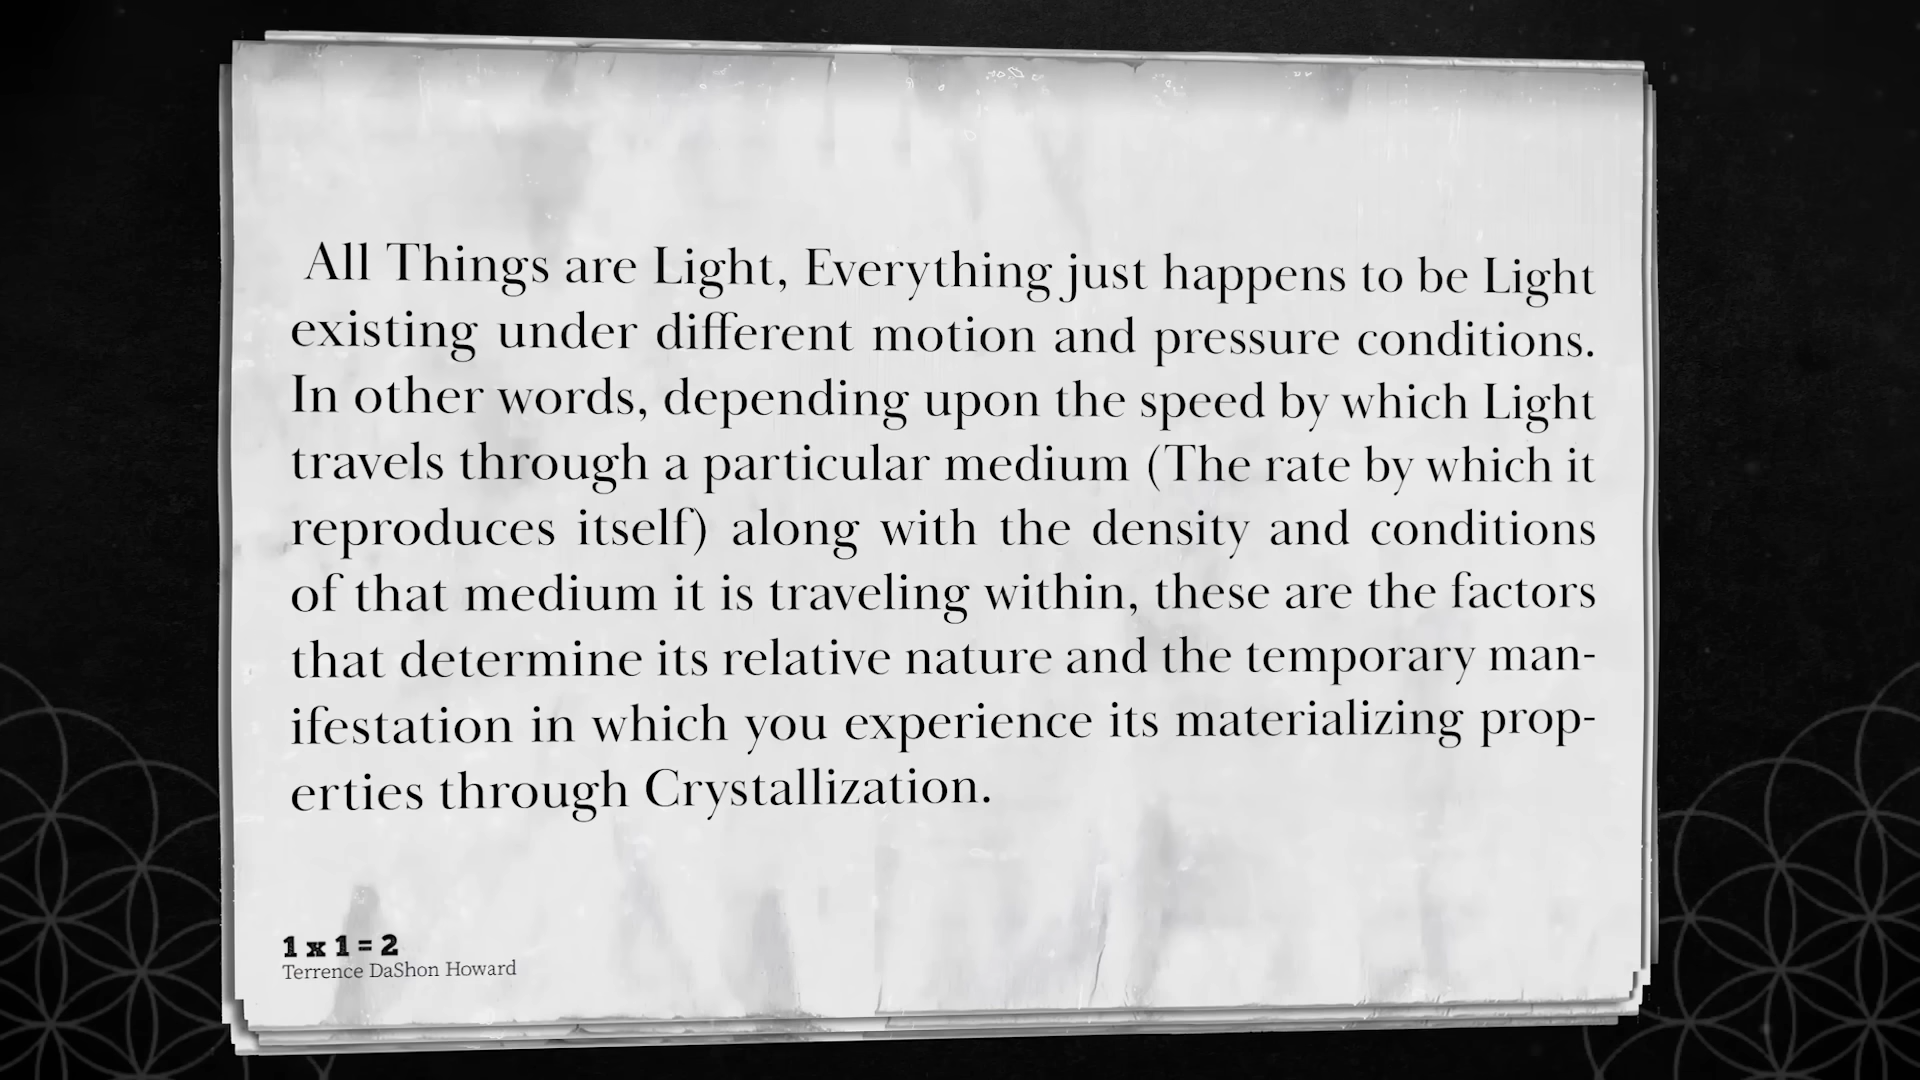 All Things are Light, Everything just happens to be Light
existing under different motion and pressure conditions.
In other words, depending upon the speed by which Light
travels through a particular medium (The rate by which it
reproduces itself) along with the density and conditions
of that medium it is traveling within, these are the factors
that determine its relative nature and the temporary man-
ifestation in which you experience its materializing prop-
erties through Crystallization.
1 x 1 = 2
Terrence DaShon Howard